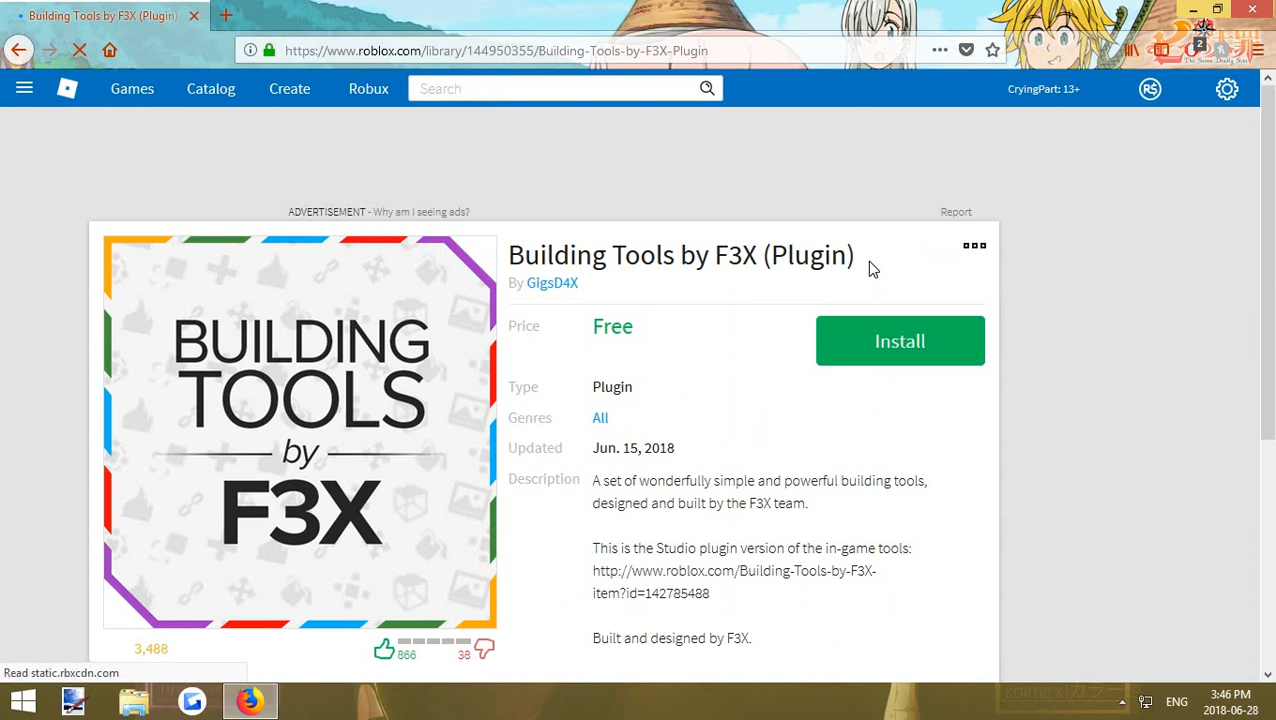 Building Tools by F3X (Plugin)
https://www.roblox.com/library/144950355/Building-Tools-by-F3X-Plugin
2
Games
Catalog
Create
Robux
Search
CryingPart: 13+
R$
ADVERTISEMENT - Why am I seeing ads?
Report
BUILDING
TOOLS
by
F3X
Building Tools by F3X (Plugin)
By GigsD4X
Price
Free
Install
Type
Plugin
Genres
All
Updated
Jun. 15, 2018
Description
A set of wonderfully simple and powerful building tools,
designed and built by the F3X team.
This is the Studio plugin version of the in-game tools:
http://www.roblox.com/Building-Tools-by-F3X-
item?id=142785488
Built and designed by F3X.
3,488
866
38
Read static.rbxcdn.com
ENG
3:46 PM
2018-06-28